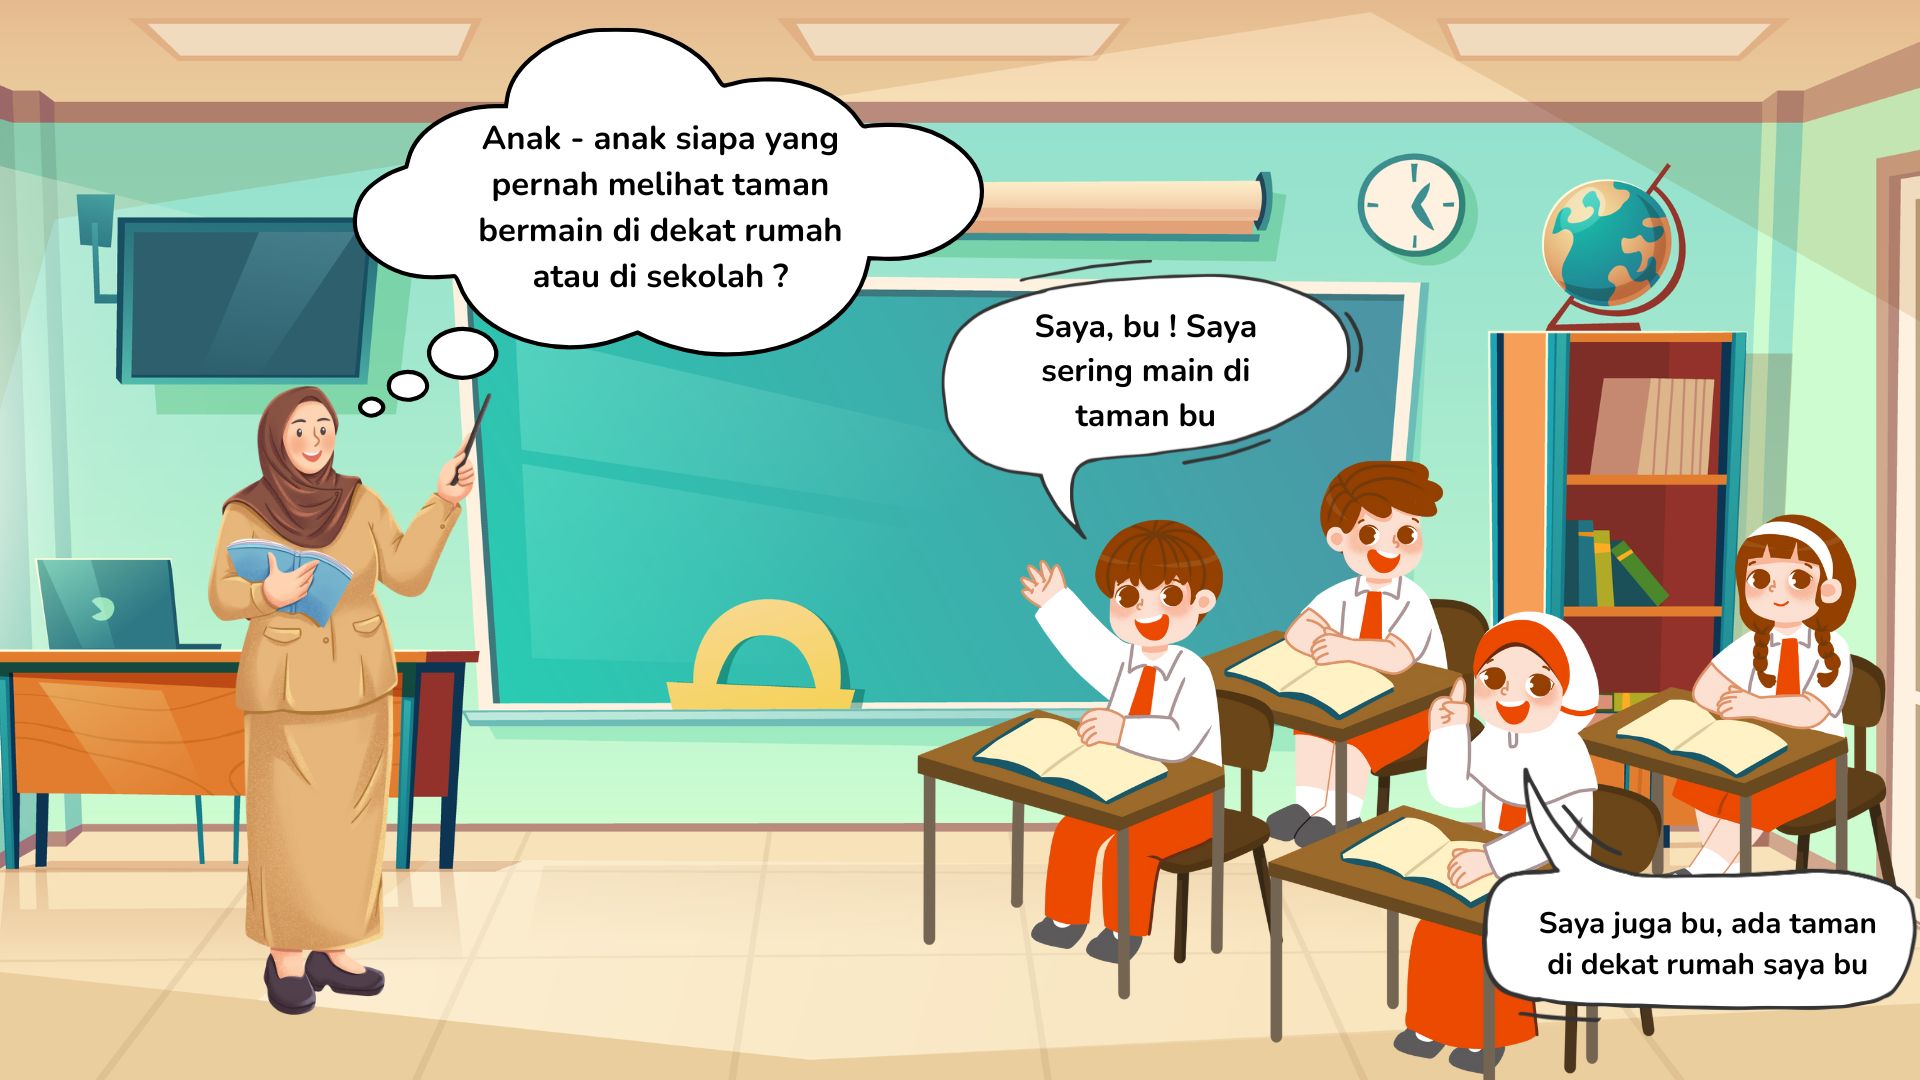 Anak - anak siapa yang
pernah melihat taman
bermain di dekat rumah
atau di sekolah ?
Saya, bu ! Saya
sering main di
taman bu
Saya juga bu, ada taman
di dekat rumah saya bu